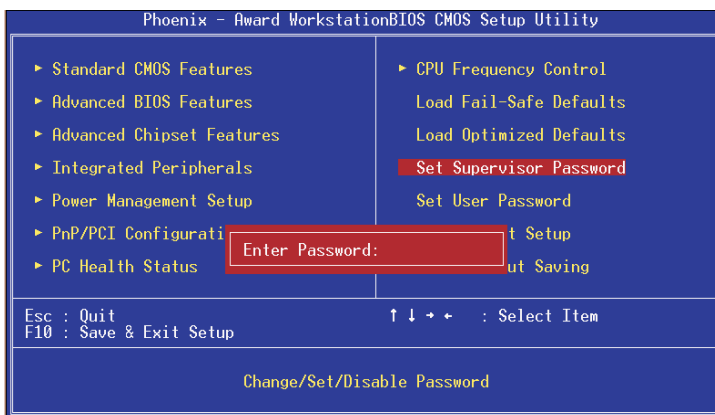 Phoenix - Award WorkstationBIOS CMOS Setup Utility
▸ Standard CMOS Features
▸ Advanced BIOS Features
▸ Advanced Chipset Features
▸ Integrated Peripherals
▸ Power Management Setup
▸ PnP/PCI Configurati
▸ PC Health Status
▸ CPU Frequency Control
Load Fail-Safe Defaults
Load Optimized Defaults
Set Supervisor Password
Set User Password
t Setup
ut Saving
Enter Password:
Esc : Quit
F10 : Save & Exit Setup
↑ ↓ → ← : Select Item
Change/Set/Disable Password